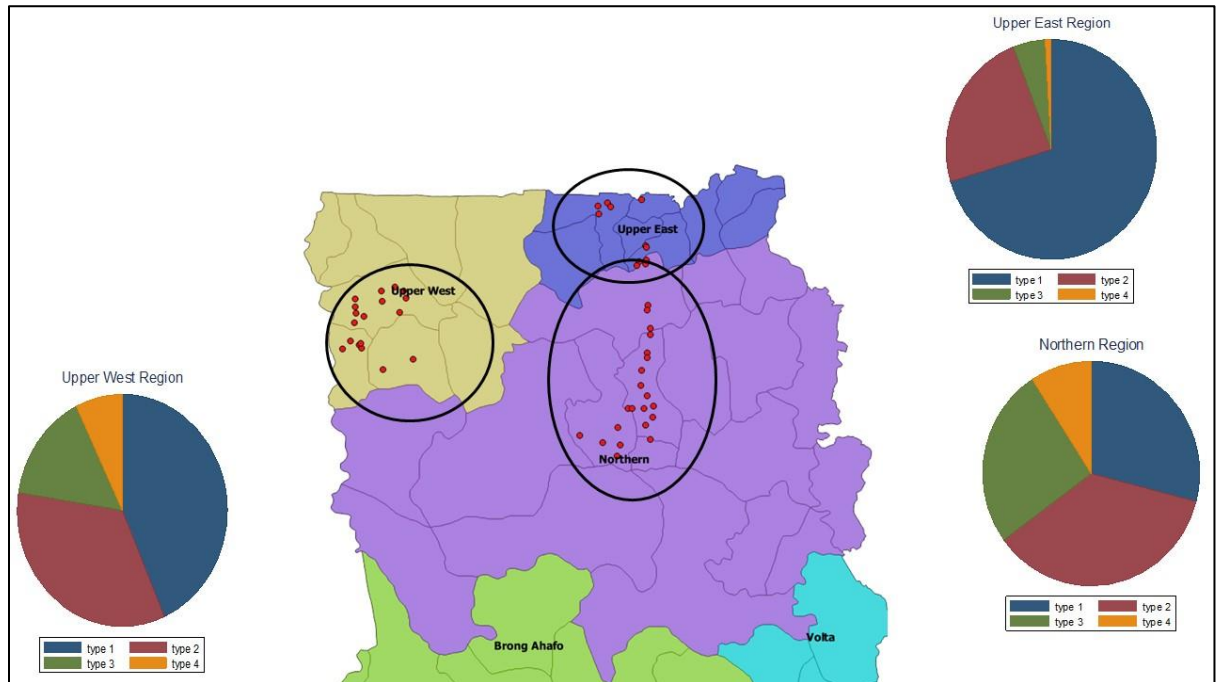 Upper East Region
type 1 type 2
type 3 type 4
Upper East
Upper West
Northern Region
type 1 type 2
type 3 type 4
Upper West Region
type 1 type 2
type 3 type 4
Northern
Brong Ahafo
Volta